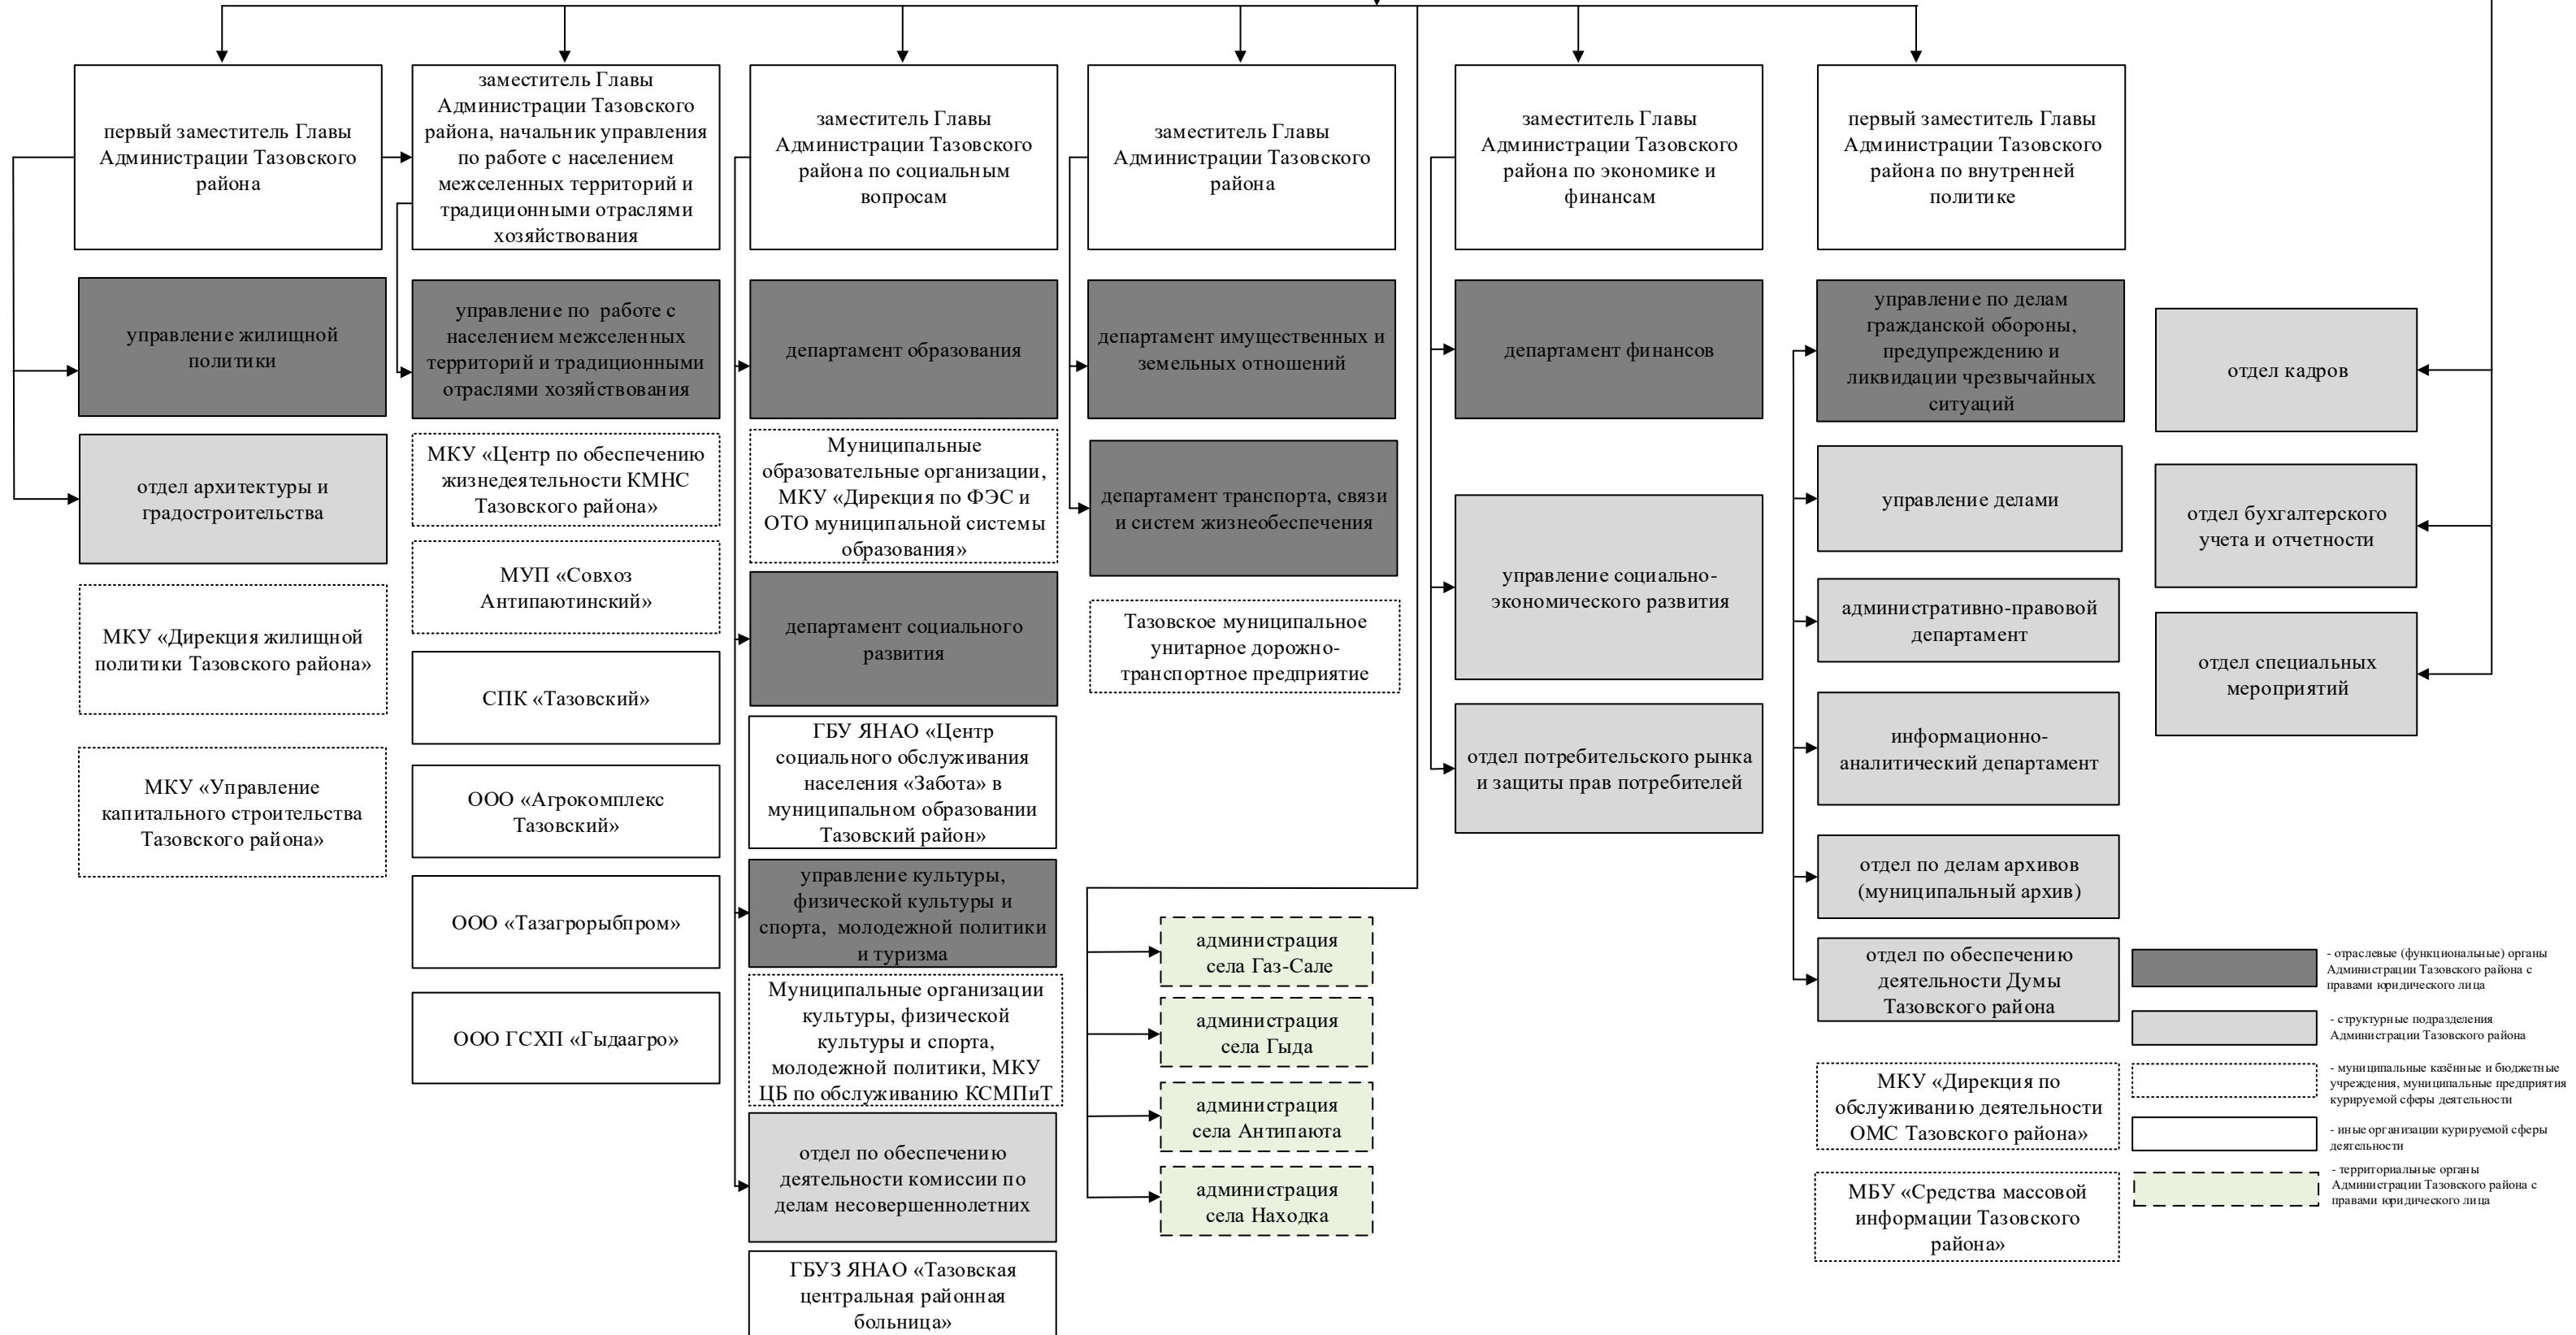 первый заместитель Главы
Администрации Тазовского
района
заместитель Главы
Администрации Тазовского
района, начальник управления
по работе с населением
межселенных территорий и
традиционными отраслями
хозяйствования
заместитель Главы
Администрации Тазовского
района по социальным
вопросам
заместитель Главы
Администрации Тазовского
района
заместитель Главы
Администрации Тазовского
района по экономике и
финансам
первый заместитель Главы
Администрации Тазовского
района по внутренней
политике
управление жилищной
политики
отдел архитектуры и
градостроительства
МКУ «Дирекция жилищной
политики Тазовского района»
МКУ «Управление
капитального строительства
Тазовского района»
управление по работе с
населением межселенных
территорий и традиционными
отраслями хозяйствования
МКУ «Центр по обеспечению
жизнедеятельности КМНС
Тазовского района»
МУП «Совхоз
Антипаютинский»
СПК «Тазовский»
ООО «Агрокомплекс
Тазовский»
ООО «Тазагрорыбпром»
ООО ГСХП «Гыдаагро»
департамент образования
Муниципальные
образовательные организации,
МКУ «Дирекция по ФЭС и
ОТО муниципальной системы
образования»
департамент социального
развития
ГБУ ЯНАО «Центр
социального обслуживания
населения «Забота» в
муниципальном образовании
Тазовский район»
управление культуры,
физической культуры и
спорта, молодежной политики
и туризма
Муниципальные организации
культуры, физической
культуры и спорта,
молодежной политики, МКУ
ЦБ по обслуживанию КСМПиТ
отдел по обеспечению
деятельности комиссии по
делам несовершеннолетних
ГБУЗ ЯНАО «Тазовская
центральная районная
больница»
департамент имущественных и
земельных отношений
департамент транспорта, связи
и систем жизнеобеспечения
Тазовское муниципальное
унитарное дорожно-
транспортное предприятие
администрация
села Газ-Сале
администрация
села Гыда
администрация
села Антипаюта
администрация
села Находка
департамент финансов
управление социально-
экономического развития
отдел потребительского рынка
и защиты прав потребителей
управление по делам
гражданской обороны,
предупреждению и
ликвидации чрезвычайных
ситуаций
управление делами
административно-правовой
департамент
информационно-
аналитический департамент
отдел по делам архивов
(муниципальный архив)
отдел по обеспечению
деятельности Думы
Тазовского района
МКУ «Дирекция по
обслуживанию деятельности
ОМС Тазовского района»
МБУ «Средства массовой
информации Тазовского
района»
отдел кадров
отдел бухгалтерского
учета и отчетности
отдел специальных
мероприятий
- отраслевые (функциональные) органы
Администрации Тазовского района с
правами юридического лица
- структурные подразделения
Администрации Тазовского района
- муниципальные казённые и бюджетные
учреждения, муниципальные предприятия
курируемой сферы деятельности
- иные организации курируемой сферы
деятельности
- территориальные органы
Администрации Тазовского района с
правами юридического лица